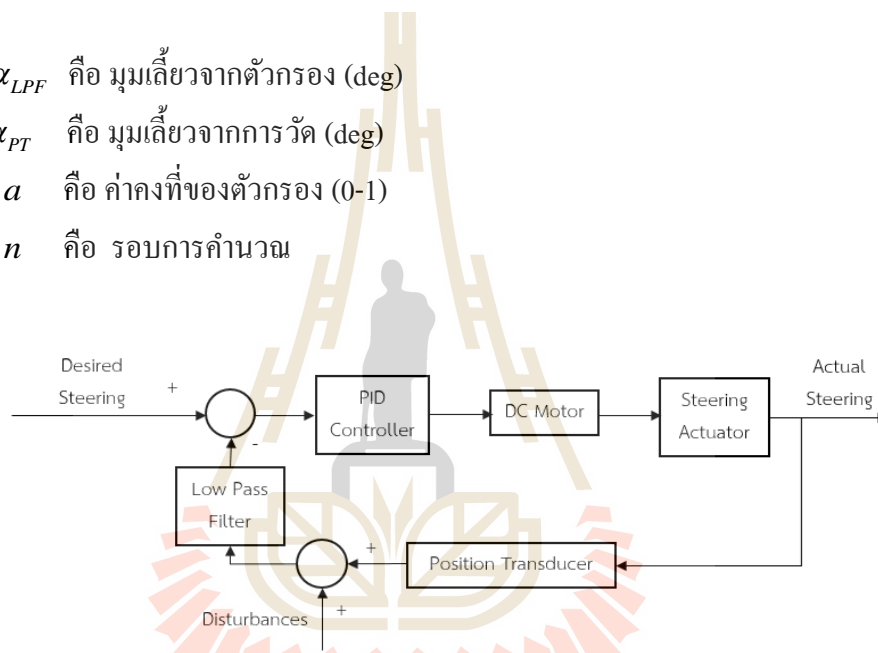 α_{LPF} คือ มุมเลี้ยวจากตัวกรอง (deg)
α_{PT} คือ มุมเลี้ยวจากการวัด (deg)
a คือ ค่าคงที่ของตัวกรอง (0-1)
n คือ รอบการคำนวณ
Desired
Steering
+
-
PID
Controller
DC Motor
Steering
Actuator
Actual
Steering
Low Pass
Filter
+
Position Transducer
Disturbances
+